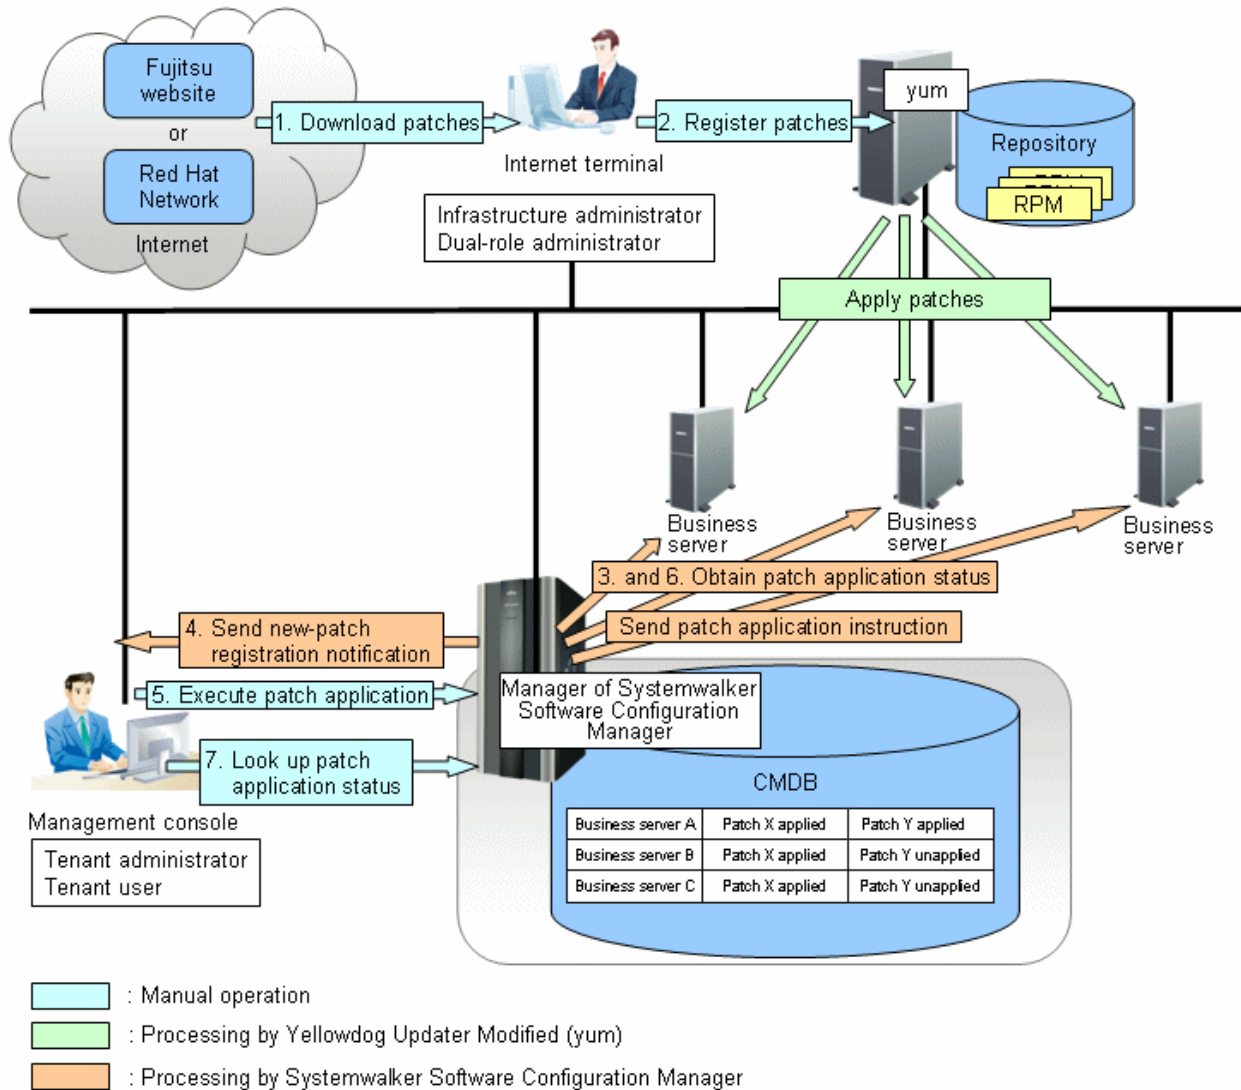 Fujitsu
website
or
Red Hat
Network
Internet
1. Download patches
Internet terminal
2. Register patches
yum
Repository
RPM
Infrastructure administrator
Dual-role administrator
Apply patches
Business
server
Business
server
Business
server
3. and 6. Obtain patch application status
Send patch application instruction
4. Send new-patch
registration notification
5. Execute patch application
7. Look up patch
application status
Manager of Systemwalker
Software Configuration
Manager
Management console
Tenant administrator
Tenant user
CMDB
Business server A Patch X applied Patch Y applied
Business server B Patch X applied Patch Y unapplied
Business server C Patch X applied Patch Y unapplied
: Manual operation
: Processing by Yellowdog Updater Modified (yum)
: Processing by Systemwalker Software Configuration Manager